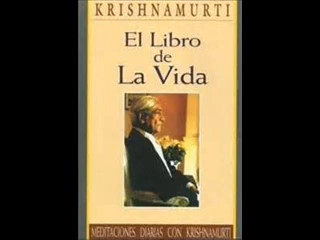 KRISHNAMURTI
El Libro
de
La Vida
MEDITACIONES DIARIAS CON KRISHNAMURTI